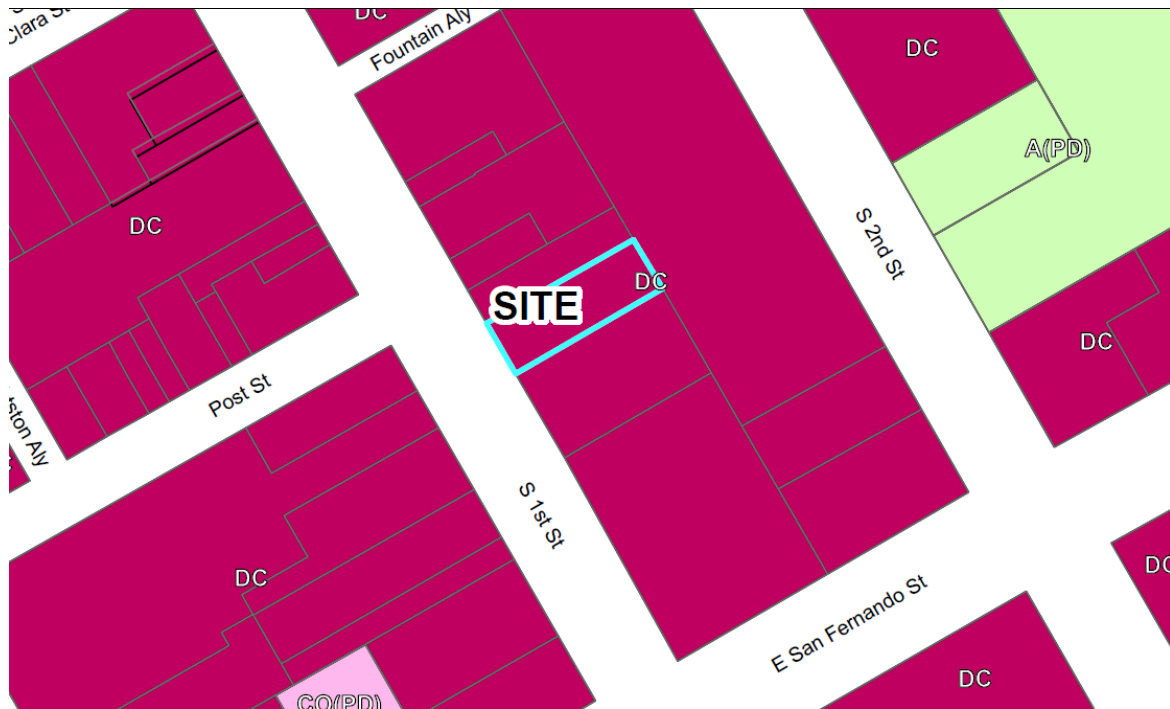 Clara St
DC
Fountain Aly
DC
A(PD)
DC
S 2nd St
DC
SITE
DC
Post St
S 1st St
DC
DC
E San Fernando St
DC
CO(PD)